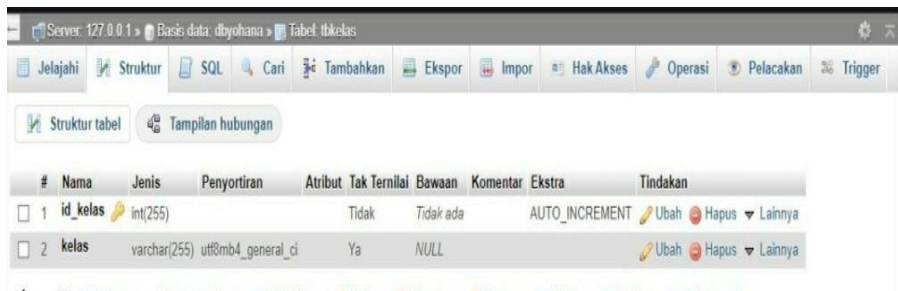 Server: 127.0.0.1 » Basis data: dbyohana » Tabel: tbkelas
Jelajahi Struktur SQL Cari Tambahkan Ekspor Impor Hak Akses Operasi Pelacakan Trigger
Struktur tabel Tampilan hubungan
# Nama Jenis Penyortiran Atribut Tak Ternilai Bawaan Komentar Ekstra Tindakan
1 id_kelas int(255) Tidak Tidak ada AUTO_INCREMENT Ubah Hapus Lainnya
2 kelas varchar(255) utf8mb4_general_ci Ya NULL Ubah Hapus Lainnya